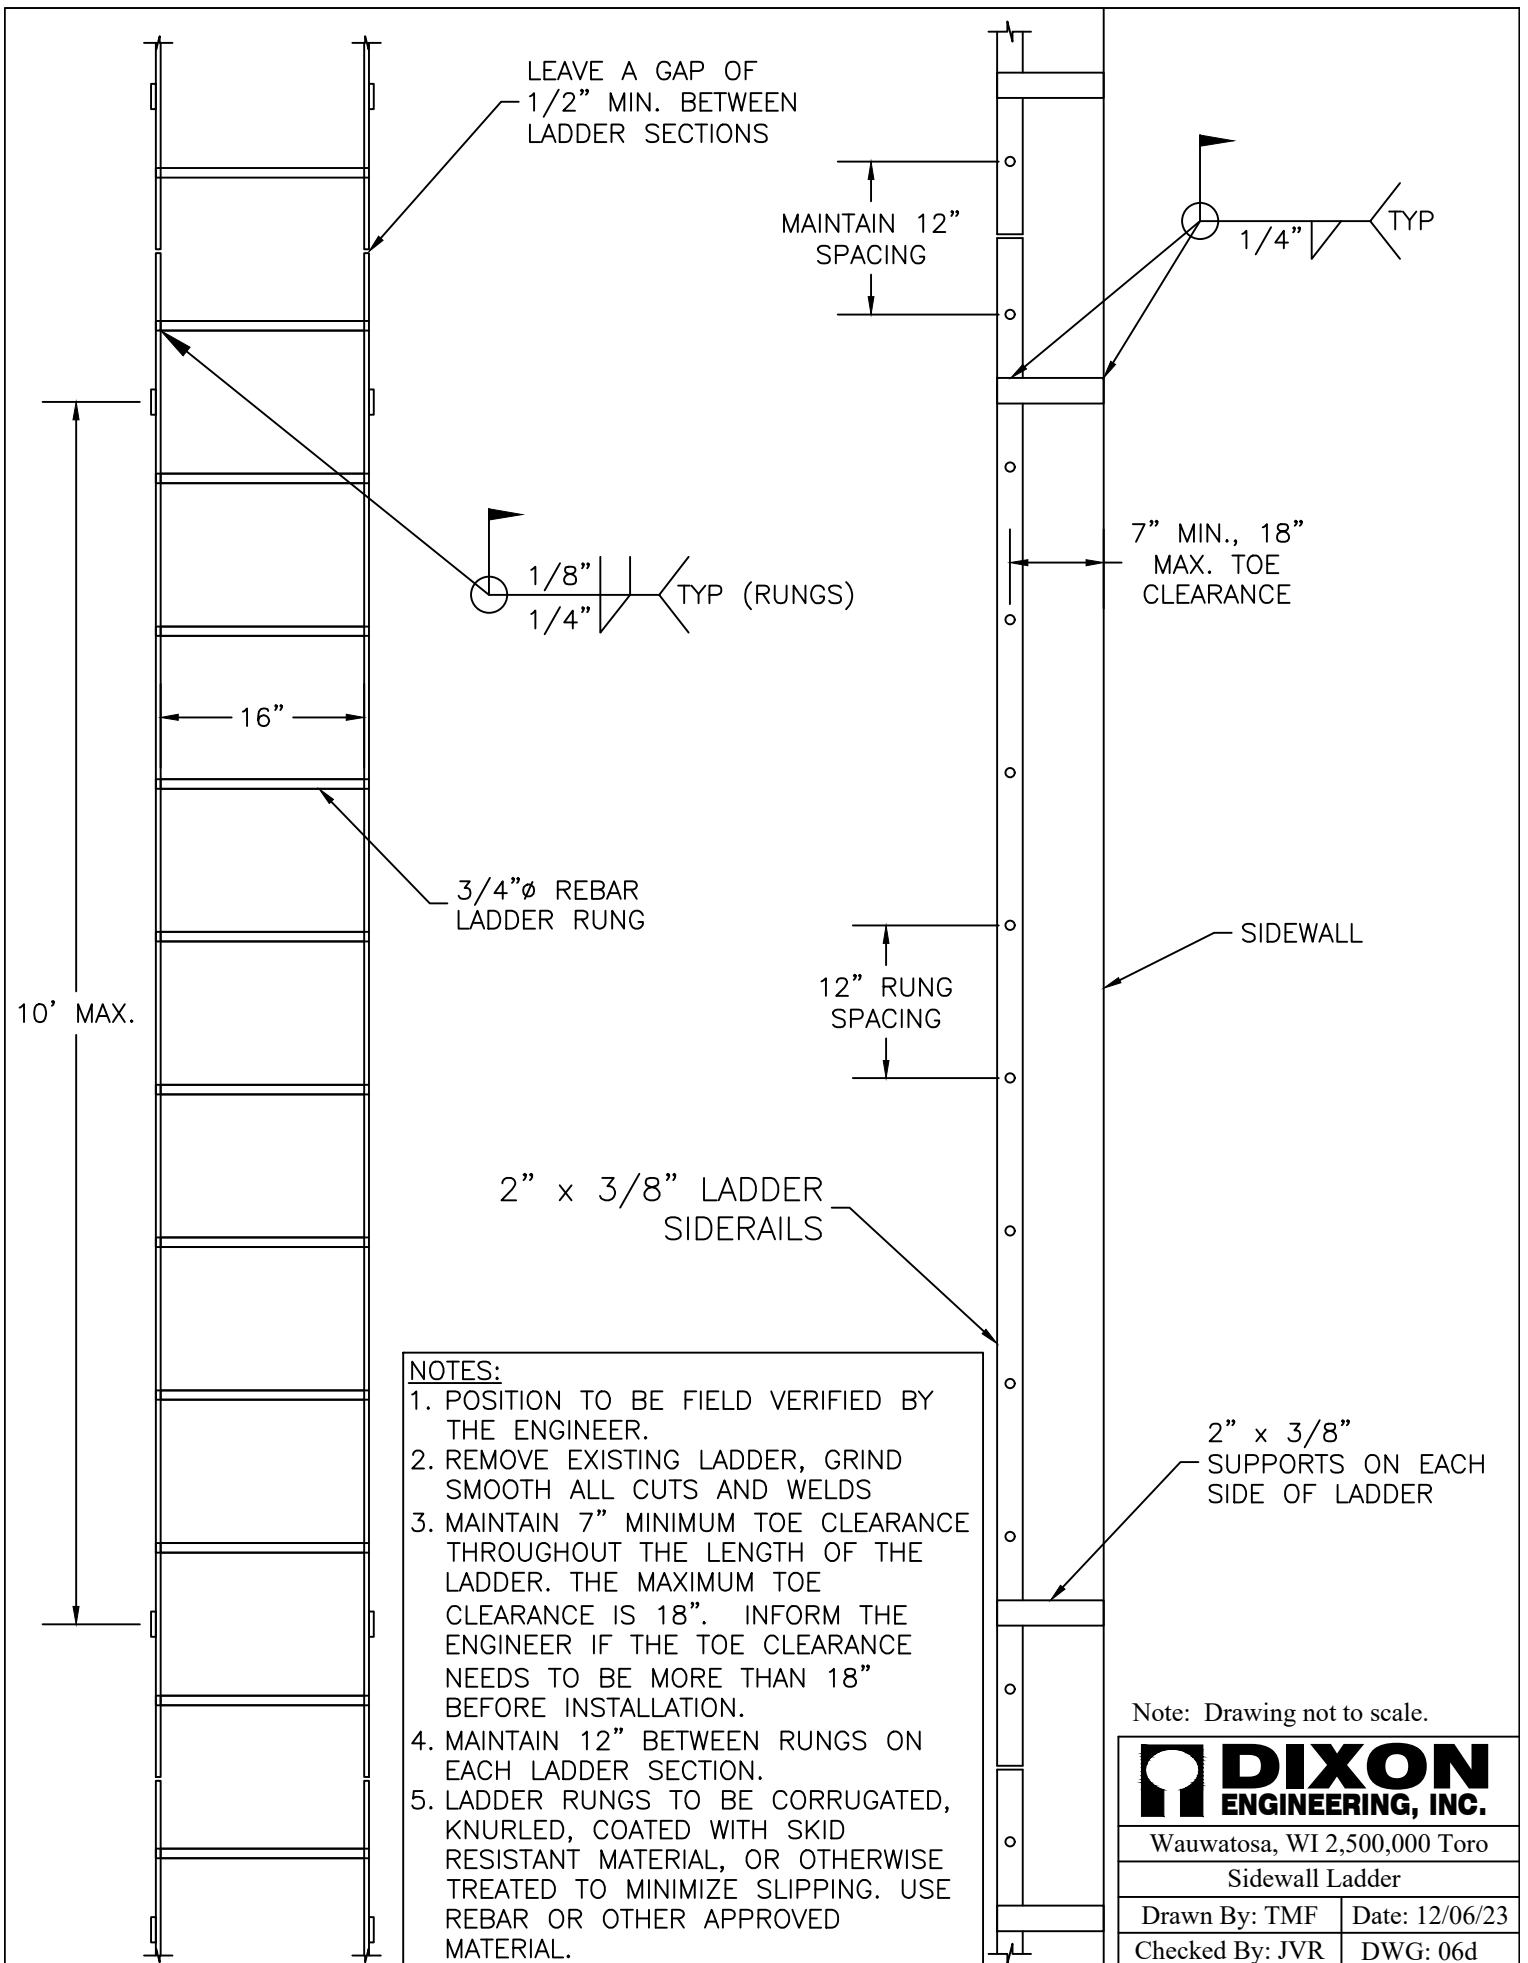 LEAVE A GAP OF
1/2” MIN. BETWEEN
LADDER SECTIONS
MAINTAIN 12”
SPACING
1/4”
TYP
1/8”
1/4”
TYP (RUNGS)
7” MIN., 18”
MAX. TOE
CLEARANCE
16”
3/4”ø REBAR
LADDER RUNG
10’ MAX.
12” RUNG
SPACING
SIDEWALL
2” x 3/8” LADDER
SIDERAILS
2” x 3/8”
SUPPORTS ON EACH
SIDE OF LADDER
NOTES:
1. POSITION TO BE FIELD VERIFIED BY
THE ENGINEER.
2. REMOVE EXISTING LADDER, GRIND
SMOOTH ALL CUTS AND WELDS
3. MAINTAIN 7” MINIMUM TOE CLEARANCE
THROUGHOUT THE LENGTH OF THE
LADDER. THE MAXIMUM TOE
CLEARANCE IS 18”. INFORM THE
ENGINEER IF THE TOE CLEARANCE
NEEDS TO BE MORE THAN 18”
BEFORE INSTALLATION.
4. MAINTAIN 12” BETWEEN RUNGS ON
EACH LADDER SECTION.
5. LADDER RUNGS TO BE CORRUGATED,
KNURLED, COATED WITH SKID
RESISTANT MATERIAL, OR OTHERWISE
TREATED TO MINIMIZE SLIPPING. USE
REBAR OR OTHER APPROVED
MATERIAL.
Note: Drawing not to scale.
DIXON
ENGINEERING, INC.
Wauwatosa, WI 2,500,000 Toro
Sidewall Ladder
Drawn By: TMF
Date: 12/06/23
Checked By: JVR
DWG: 06d